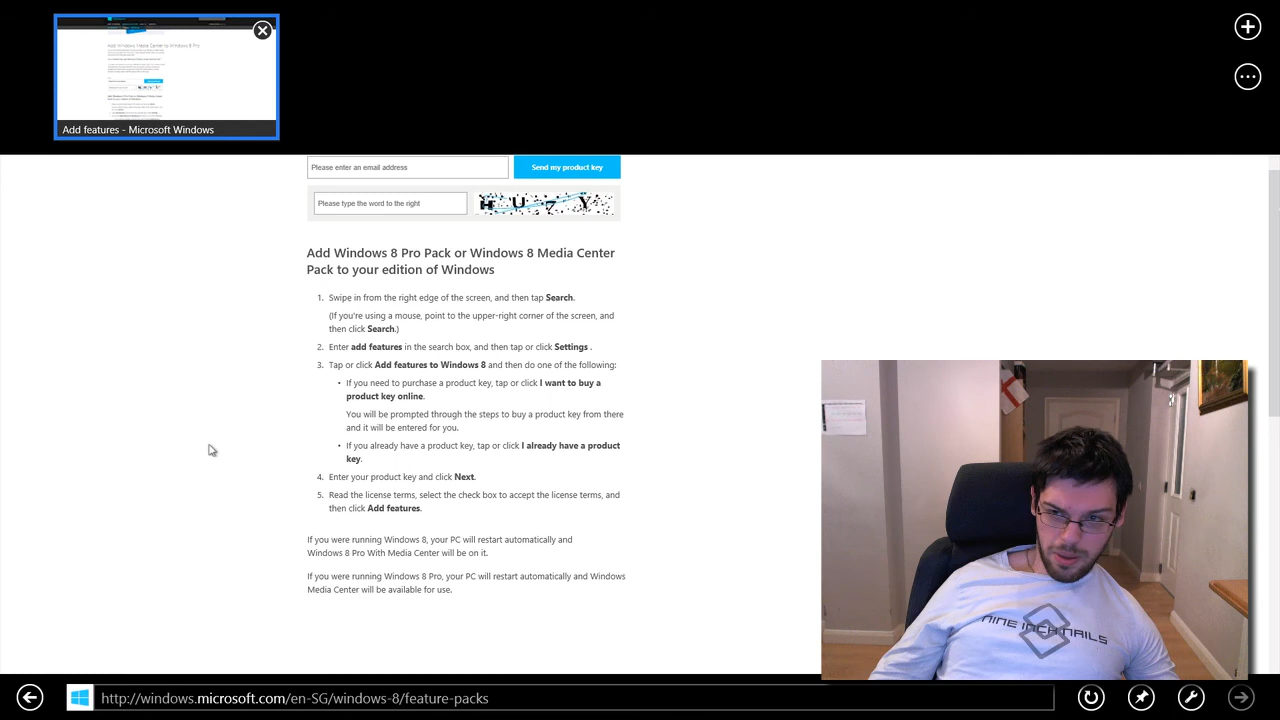 Add Windows Media Center to Windows 8 Pro
Add features - Microsoft Windows
Please enter an email address
Send my product key
Please type the word to the right
H U 7 Y
Add Windows 8 Pro Pack or Windows 8 Media Center
Pack to your edition of Windows
1. Swipe in from the right edge of the screen, and then tap Search.
(If you're using a mouse, point to the upper-right corner of the screen, and
then click Search.)
2. Enter add features in the search box, and then tap or click Settings .
3. Tap or click Add features to Windows 8 and then do one of the following:
• If you need to purchase a product key, tap or click I want to buy a
product key online.
You will be prompted through the steps to buy a product key from there
and it will be entered for you.
• If you already have a product key, tap or click I already have a product
key.
4. Enter your product key and click Next.
5. Read the license terms, select the check box to accept the license terms, and
then click Add features.
If you were running Windows 8, your PC will restart automatically and
Windows 8 Pro With Media Center will be on it.
If you were running Windows 8 Pro, your PC will restart automatically and Windows
Media Center will be available for use.
NINE INCH NAILS
http://windows.microsoft.com/en-SG/windows-8/feature-packs